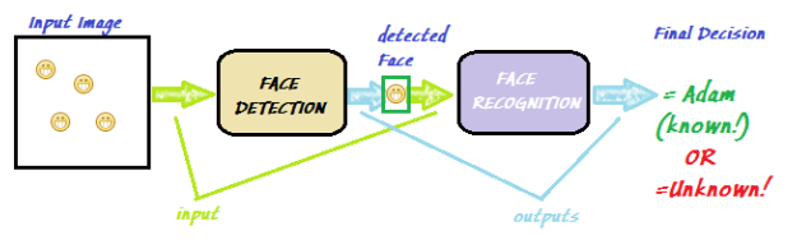 Input Image
detected
Face
Final Decision
FACE
DETECTION
FACE
RECOGNITION
= Adam
(known!)
OR
=Unknown!
input
outputs